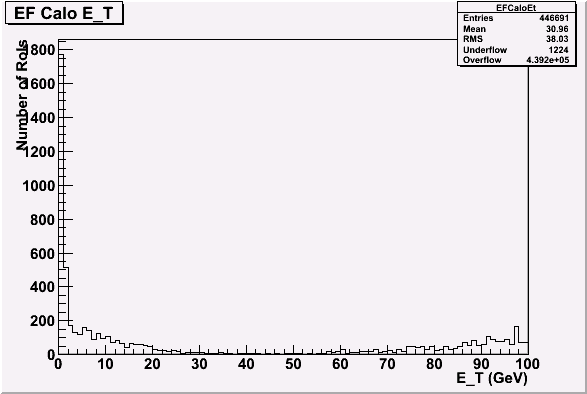 EF Calo E_T
EFCaloEt
Entries 446691
Mean 30.96
RMS 38.03
Underflow 1224
Overflow 4.392e+05
Number of RoIs
1800
1600
1400
1200
1000
800
600
400
200
0
0 10 20 30 40 50 60 70 80 90 100
E_T (GeV)